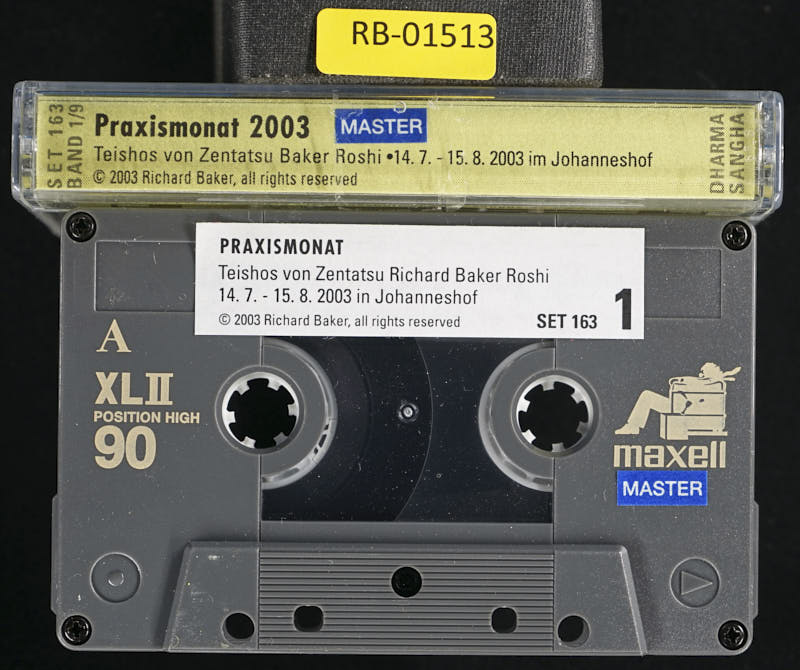 RB-01513
SET 163
BAND 1/9
Praxismonat 2003 MASTER
Teishos von Zentatsu Baker Roshi •14. 7. - 15. 8. 2003 im Johanneshof
© 2003 Richard Baker, all rights reserved
DHARMA
SANGHA
PRAXISMONAT
Teishos von Zentatsu Richard Baker Roshi
14. 7. - 15. 8. 2003 in Johanneshof
© 2003 Richard Baker, all rights reserved SET 163 1
A
XLII
POSITION HIGH
90
maxell
MASTER